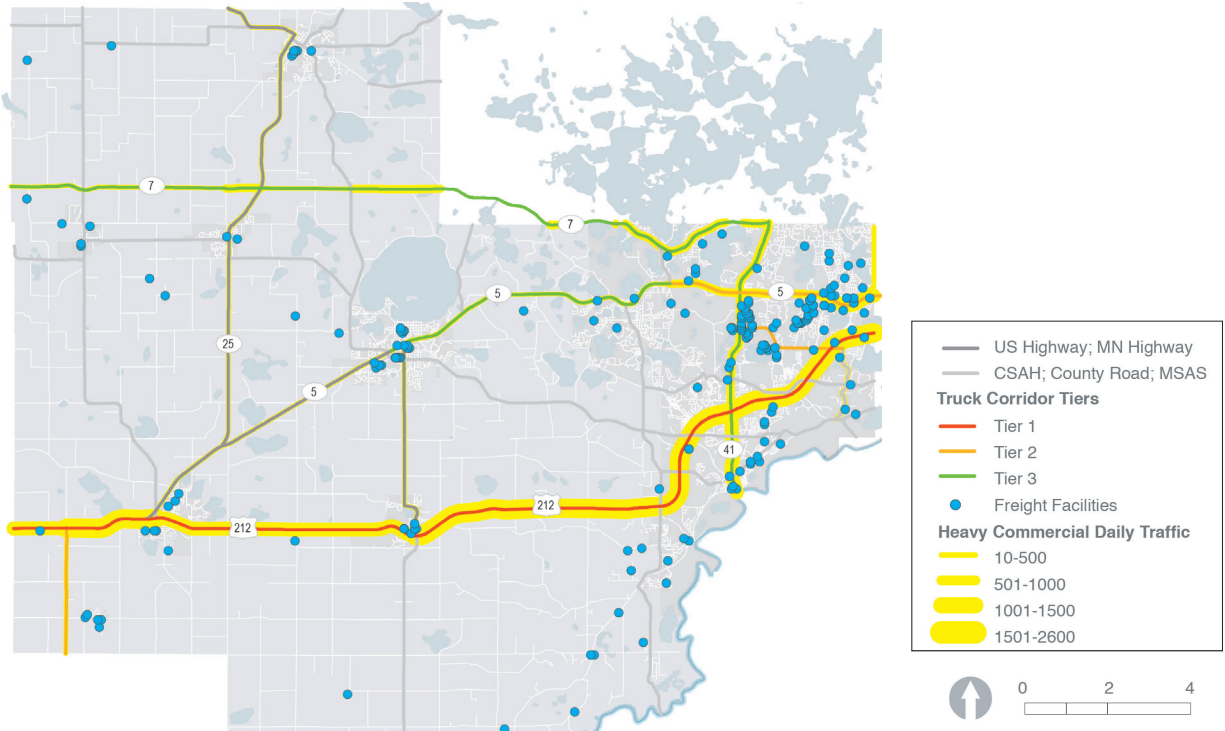 7
7
5
5
25
5
41
212
212
US Highway; MN Highway
CSAH; County Road; MSAS
Truck Corridor Tiers
Tier 1
Tier 2
Tier 3
Freight Facilities
Heavy Commercial Daily Traffic
10-500
501-1000
1001-1500
1501-2600
0 2 4